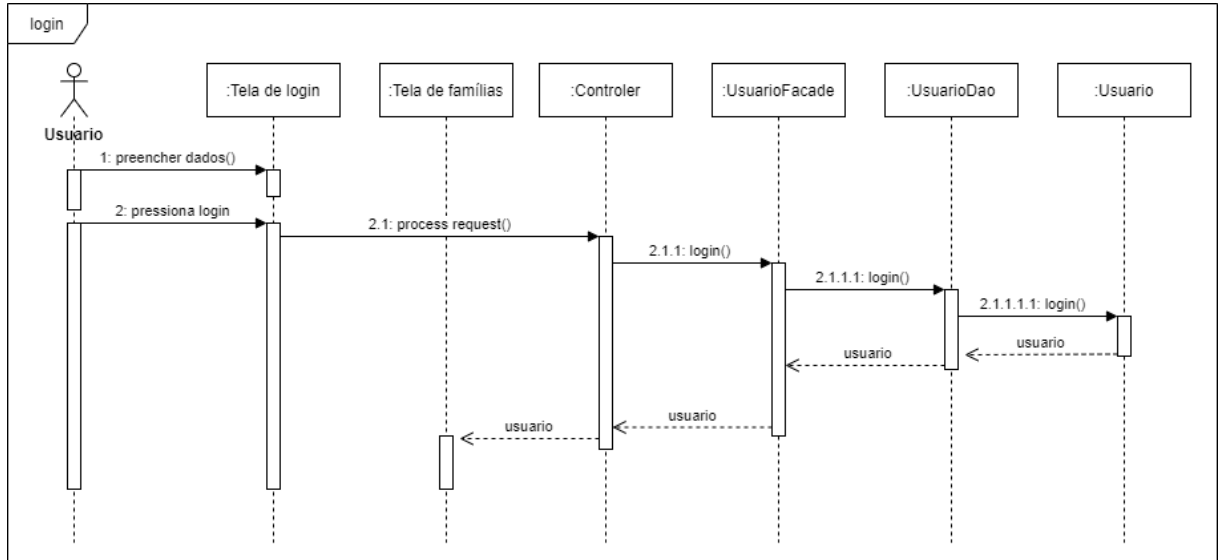 login
:Tela de login
:Tela de famílias
:Controler
:UsuarioFacade
:UsuarioDao
:Usuario
Usuario
1: preencher dados()
2: pressiona login
2.1: process request()
2.1.1: login()
2.1.1.1: login()
2.1.1.1.1: login()
usuario
usuario
usuario
usuario